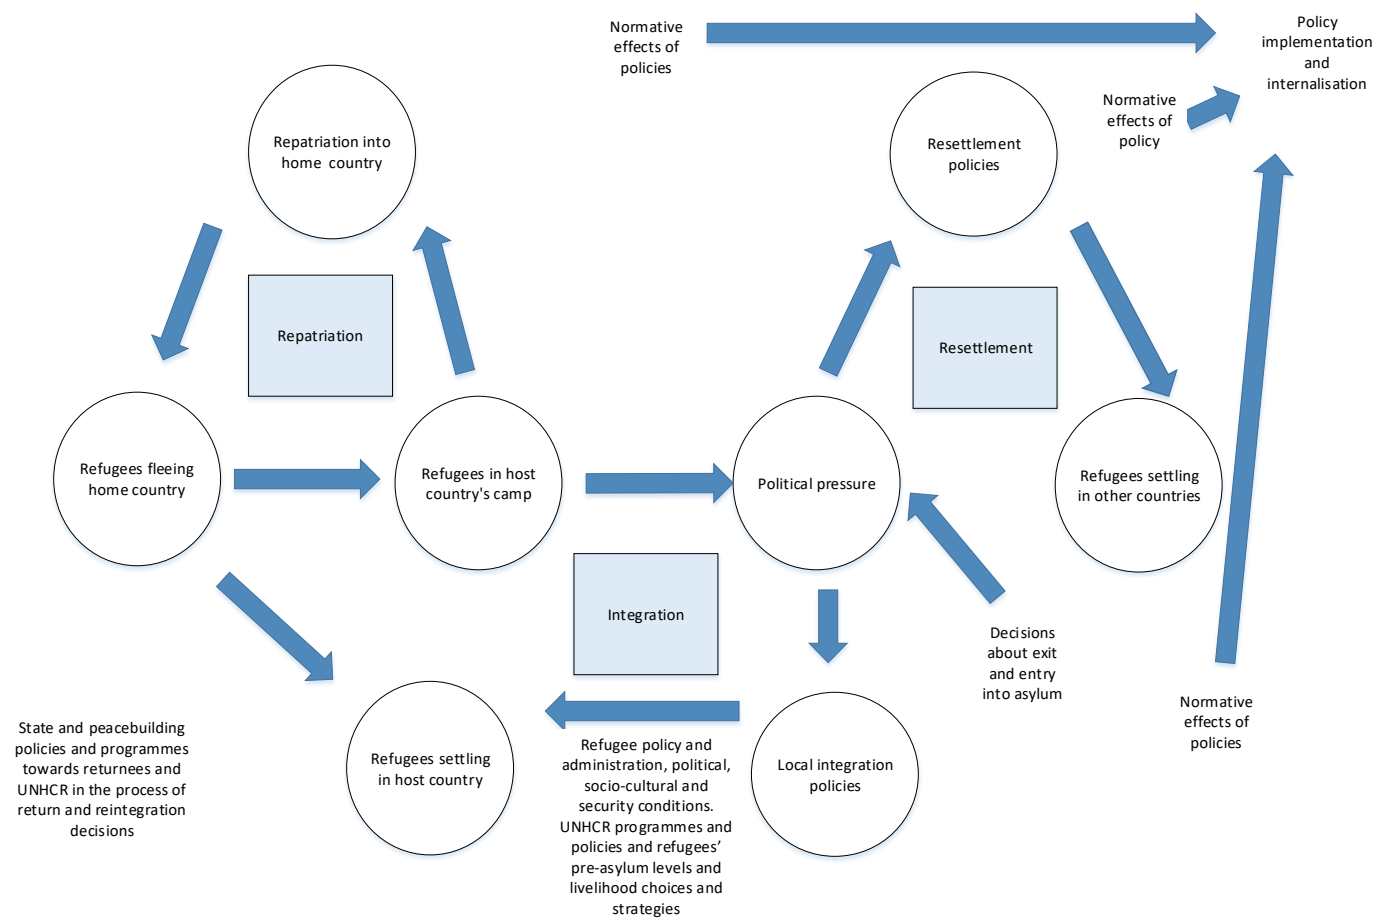 Normative
effects of
policies
Policy
implementation
and
internalisation
Normative
effects of
policy
Repatriation into
home country
Resettlement
policies
Repatriation
Resettlement
Refugees fleeing
home country
Refugees in host
country's camp
Political pressure
Refugees settling
in other countries
Integration
Decisions
about exit
and entry
into asylum
Normative
effects of
policies
State and peacebuilding
policies and programmes
towards returnees and
UNHCR in the process of
return and reintegration
decisions
Refugees settling
in host country
Refugee policy and
administration, political,
socio-cultural and
security conditions.
UNHCR programmes and
policies and refugees’
pre-asylum levels and
livelihood choices and
strategies
Local integration
policies